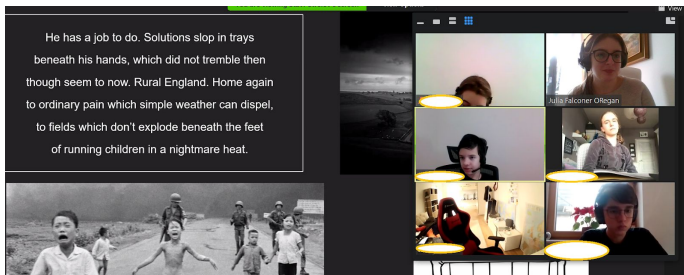 View
He has a job to do. Solutions slop in trays
beneath his hands, which did not tremble then
though seem to now. Rural England. Home again
to ordinary pain which simple weather can dispel,
to fields which don’t explode beneath the feet
of running children in a nightmare heat.
Julia Falconer ORegan